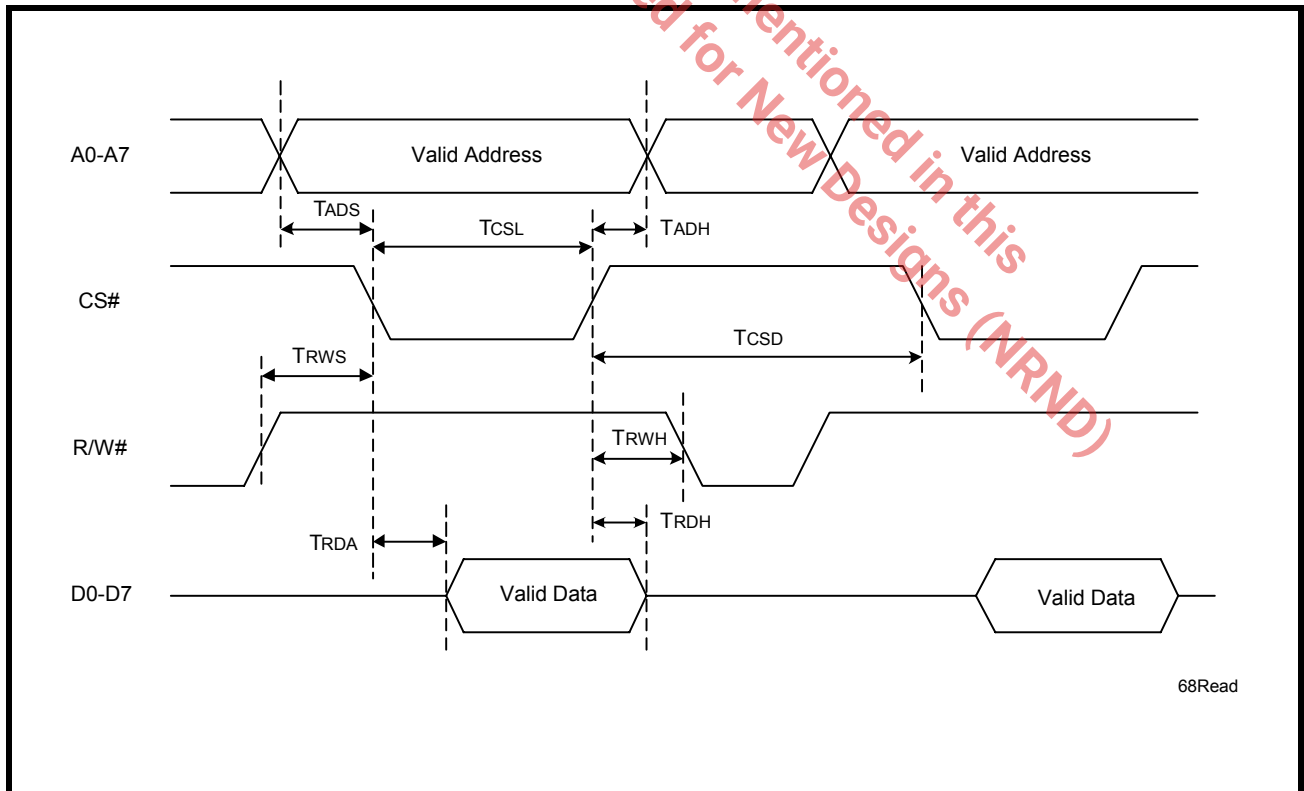 mentioned in this
ed for New Designs (NRND)
A0-A7
Valid Address
Valid Address
TADS
TCSL
TADH
CS#
TCSD
TRWS
R/W#
TRWH
TRDA
TRDH
D0-D7
Valid Data
Valid Data
68Read